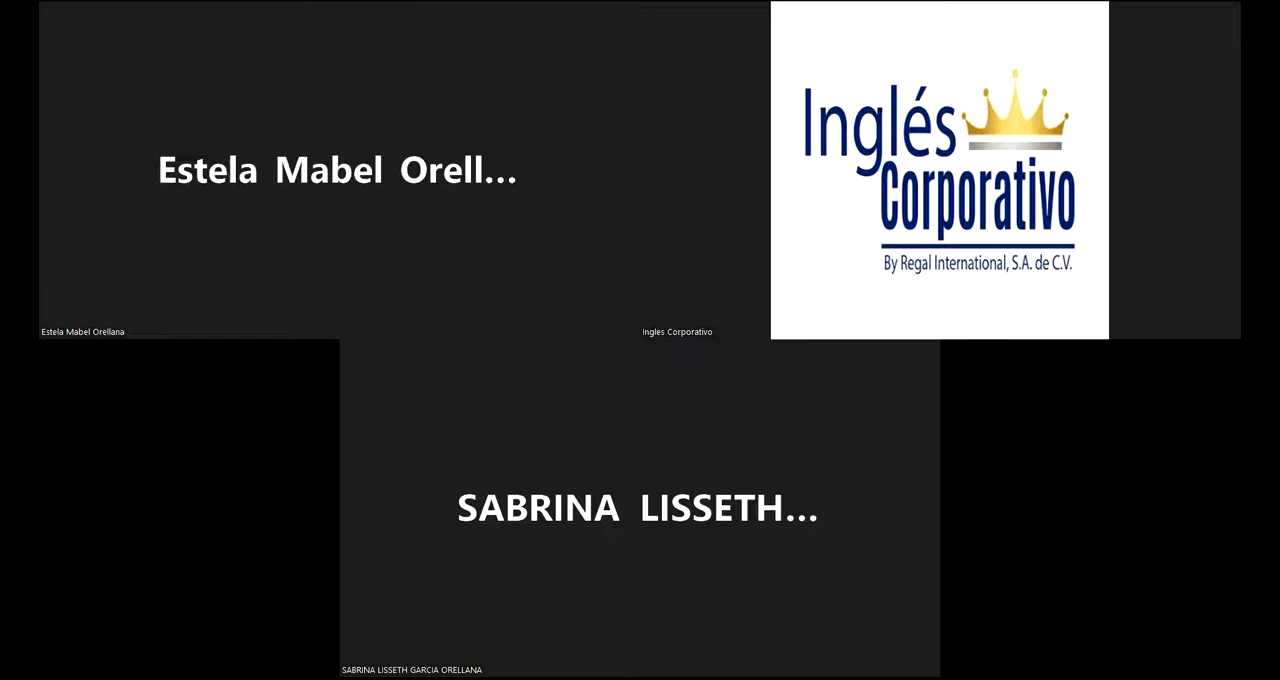 Estela Mabel Orell...
Estela Mabel Orellana
Inglés
Corporativo
By Regal International, S.A. de C.V.
Ingles Corporativo
SABRINA LISSETH...
SABRINA LISSETH GARCIA ORELLANA